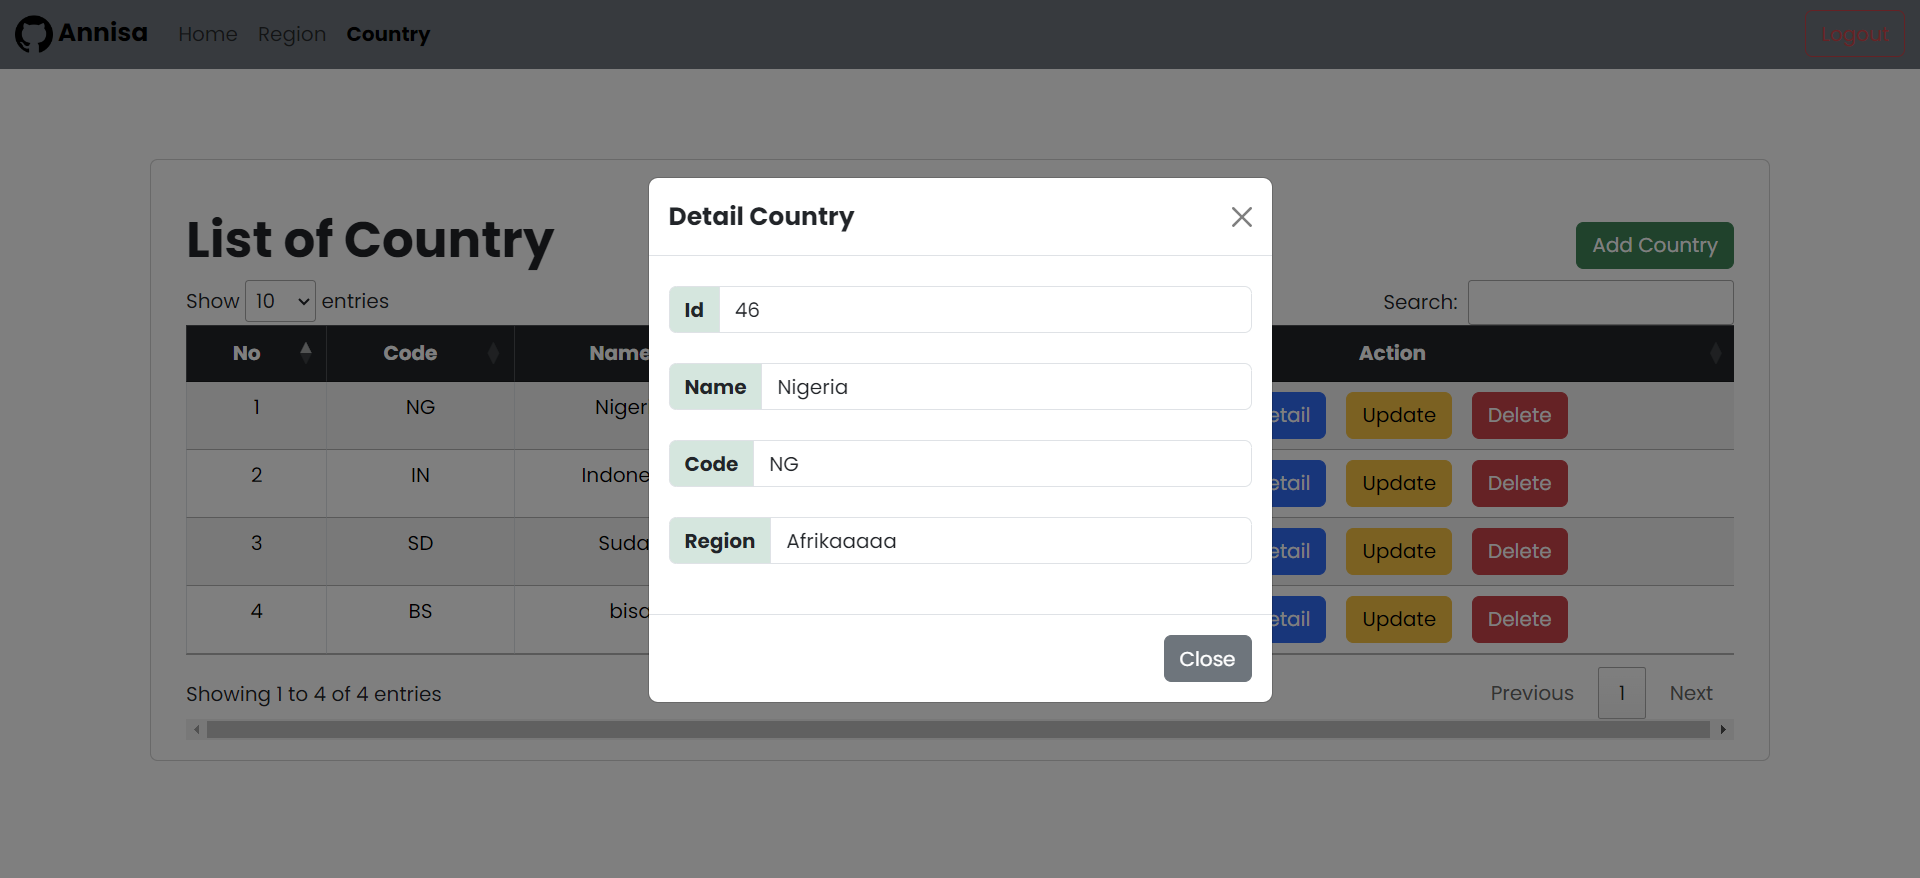 Annisa Home Region Country Logout
Detail Country
List of Country
Add Country
Show 10 entries
Search:
Id 46
No Code Name Action
Name Nigeria
1 NG Niger etail Update Delete
Code NG
2 IN Indone etail Update Delete
Region Afrikaaaaa
3 SD Suda etail Update Delete
4 BS bisa etail Update Delete
Close
Showing 1 to 4 of 4 entries
Previous 1 Next